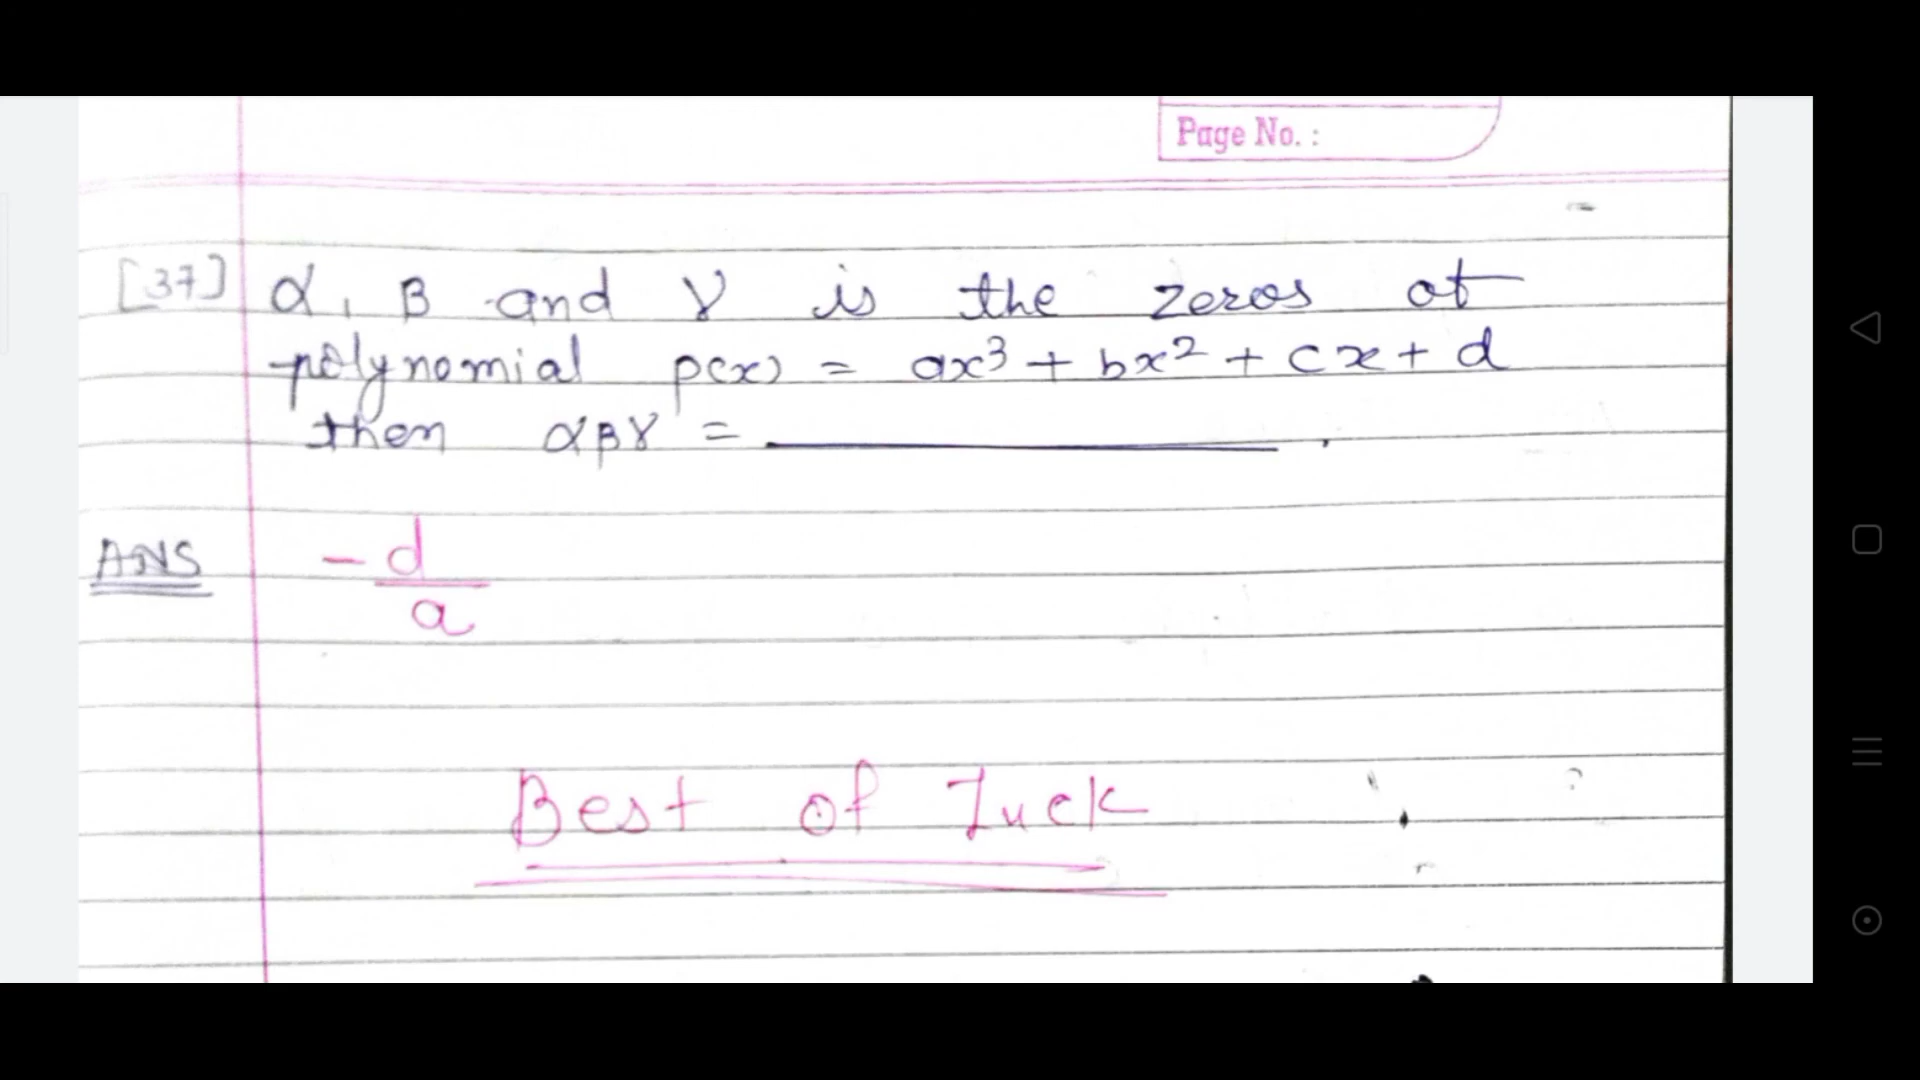 Page No. :
[37] α, β and γ is the zeros of
polynomial p(x) = ax³ + bx² + cx + d
then αβγ = ________ .
ANS - d/a
Best of Luck